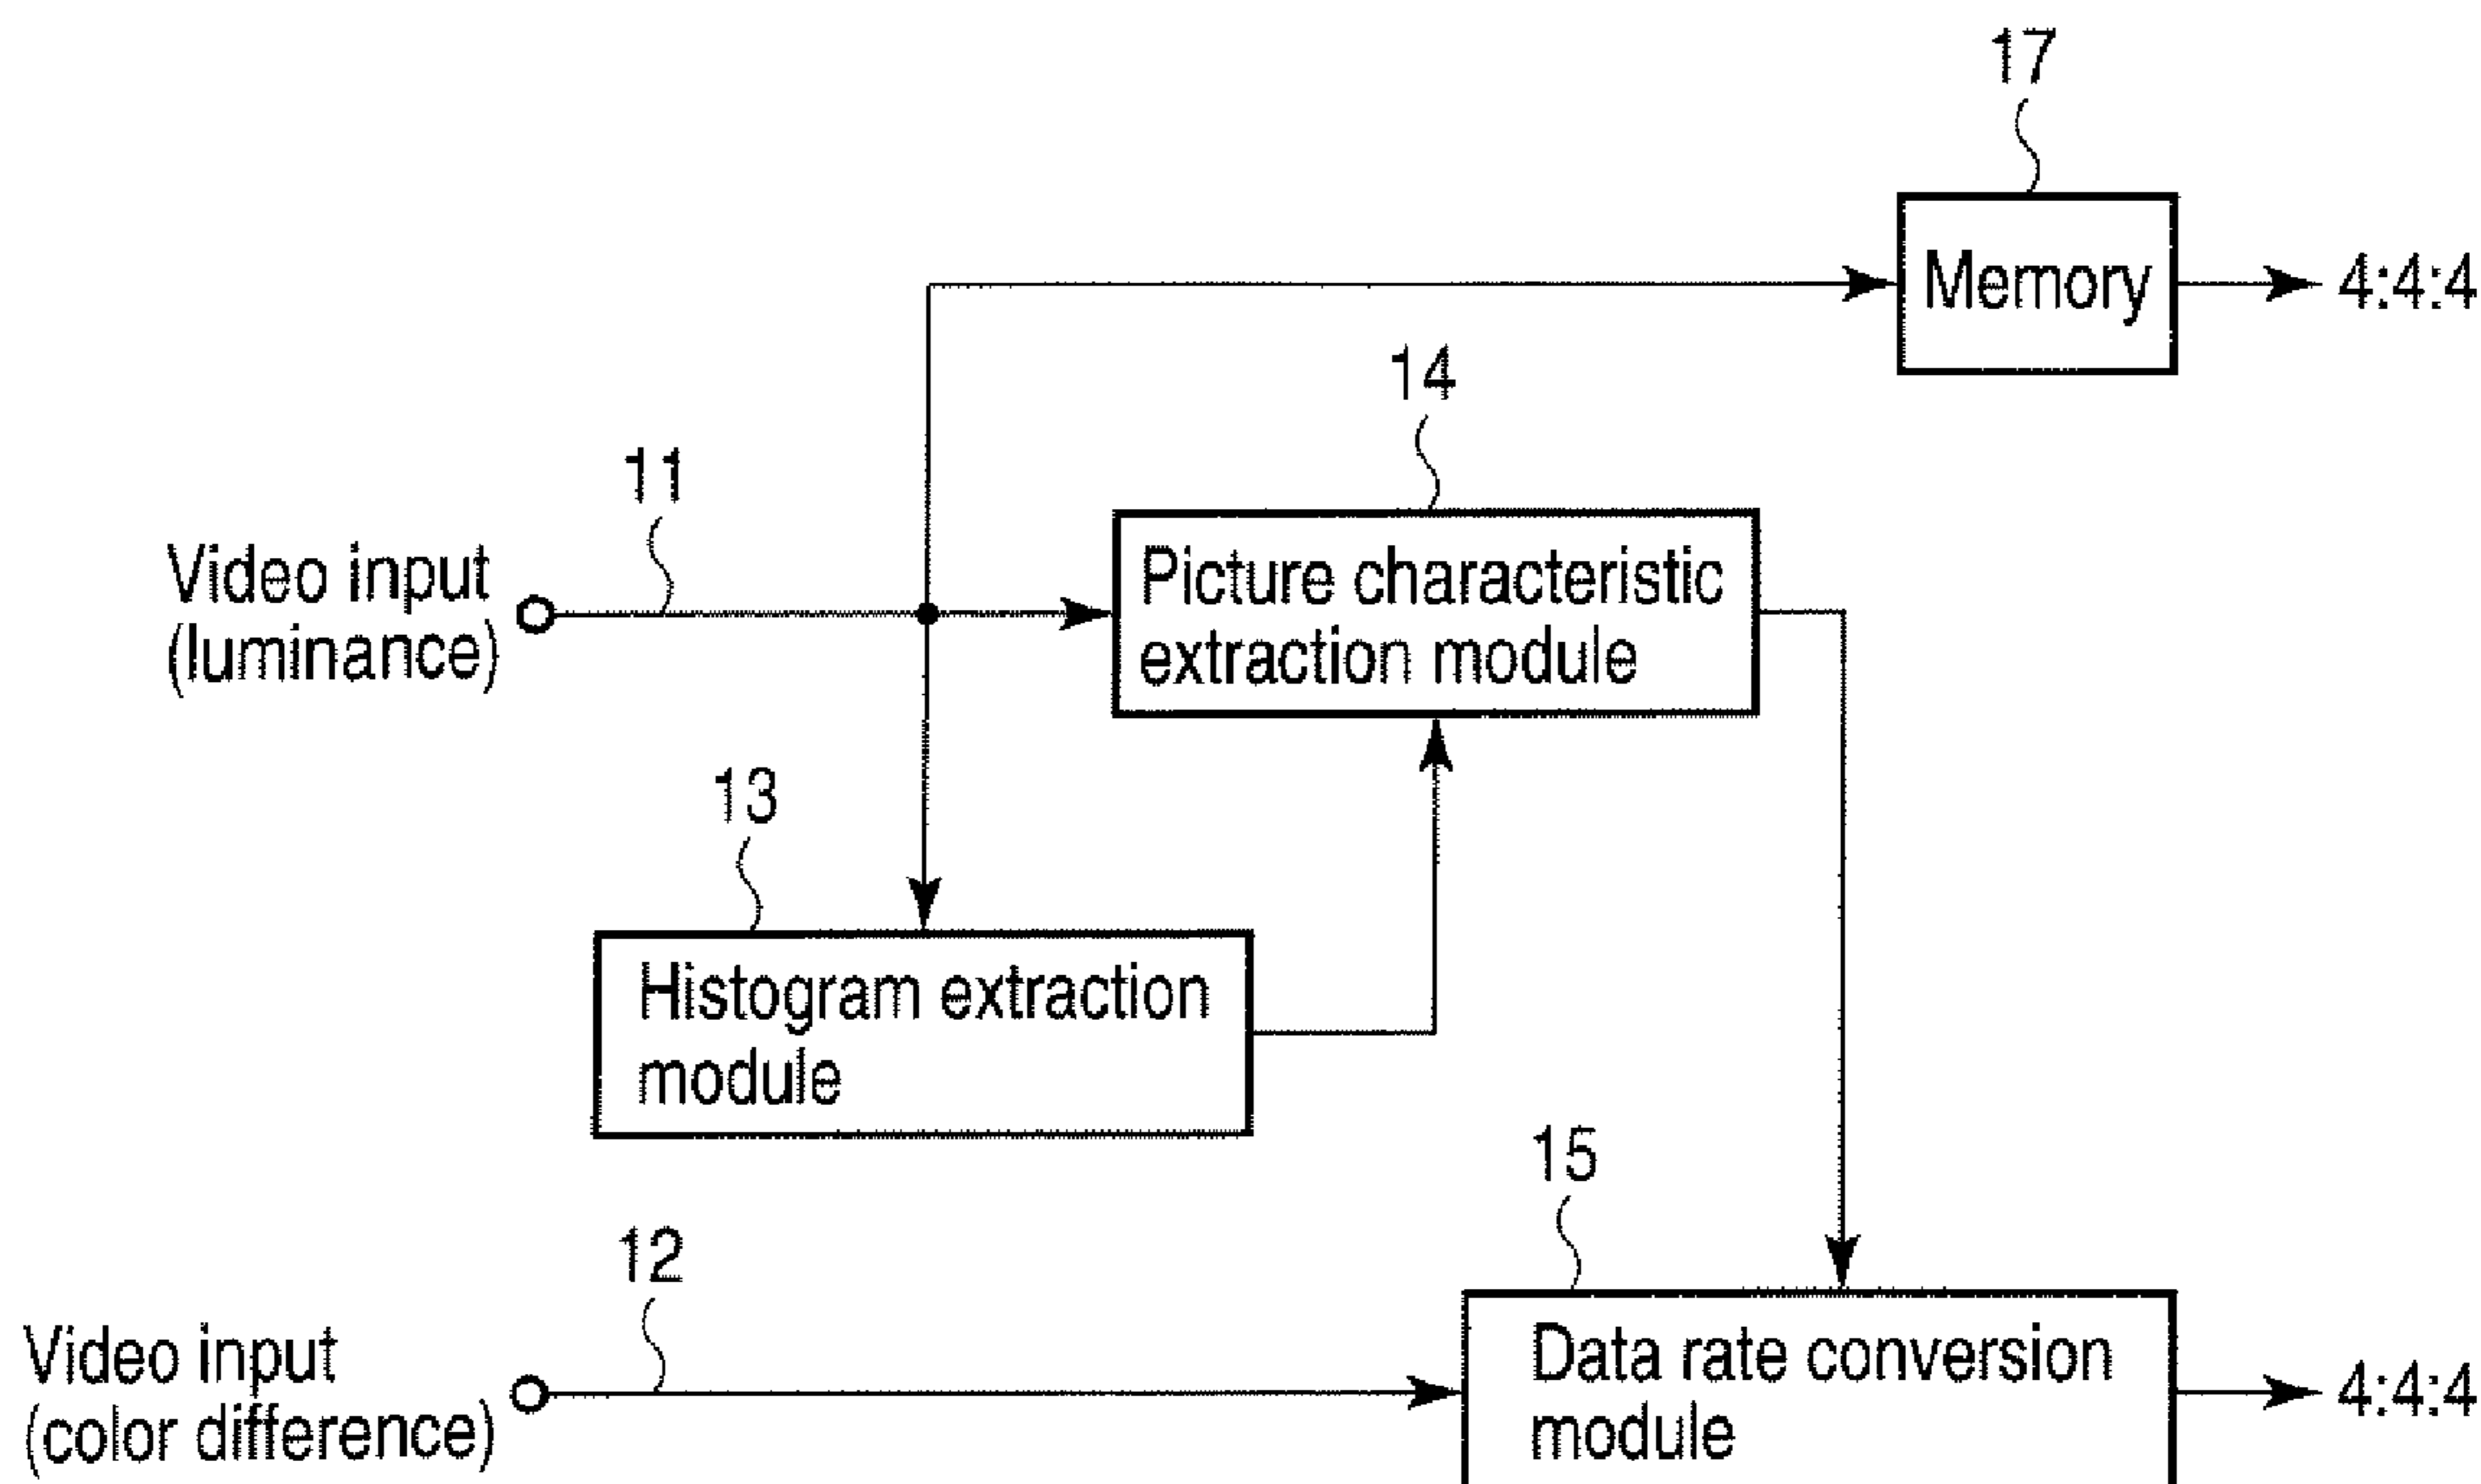 17
Memory
4:4:4
14
11
Video input
(luminance)
Picture characteristic
extraction module
13
Histogram extraction
module
15
12
Video input
(color difference)
Data rate conversion
module
4:4:4